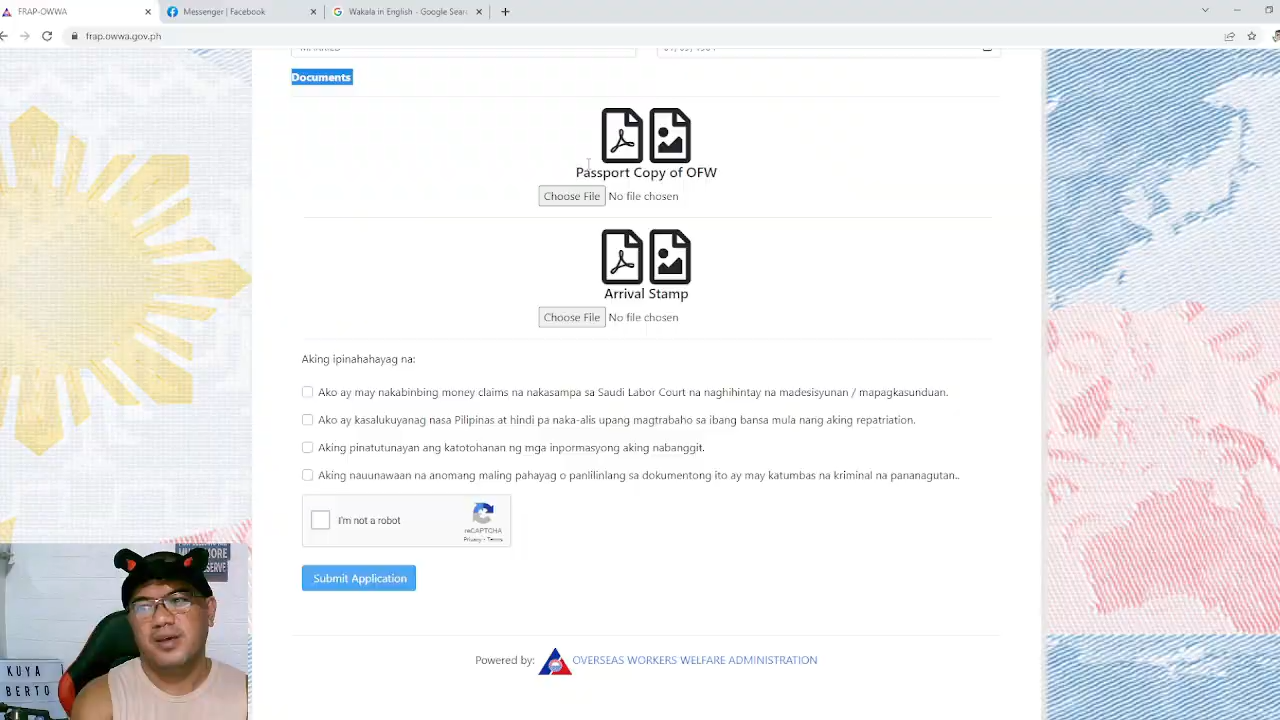 FRAP-OWWA
Messenger | Facebook
Wakala in English - Google Sear
frap.owwa.gov.ph
Documents
Passport Copy of OFW
Choose File No file chosen
Arrival Stamp
Choose File No file chosen
Aking ipinahahayag na:
Ako ay may nakabinbing money claims na nakasampa sa Saudi Labor Court na naghihintay na madesisyunan / mapagkasunduan.
Ako ay kasalukuyanag nasa Pilipinas at hindi pa naka-alis upang magtrabaho sa ibang bansa mula nang aking repatriation.
Aking pinatutunayan ang katotohanan ng mga inpormasyong aking nabanggit.
Aking nauunawaan na anomang maling pahayag o panlilinlang sa dokumentong ito ay may katumbas na kriminal na pananagutan..
I'm not a robot
reCAPTCHA
Privacy - Terms
Submit Application
KUYA
BERTO
Powered by: OVERSEAS WORKERS WELFARE ADMINISTRATION